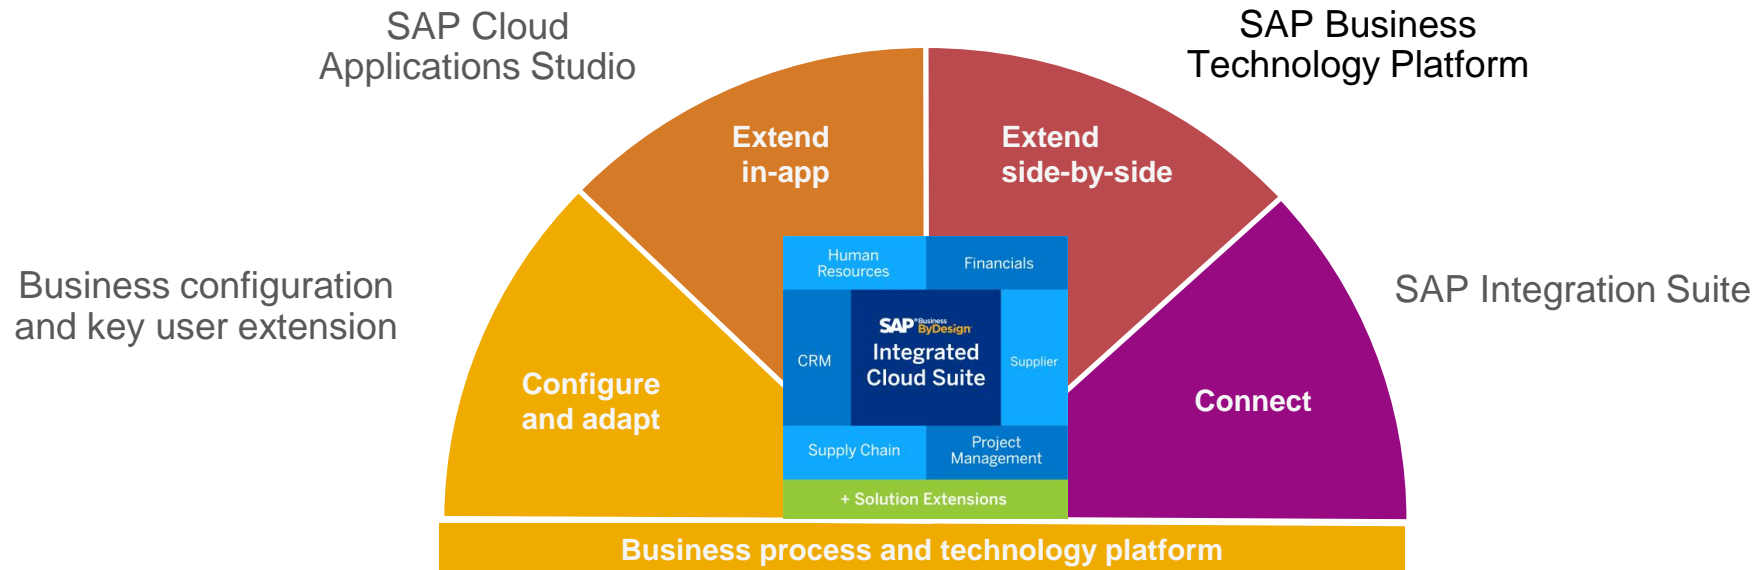 SAP Cloud
Applications Studio
SAP Business
Technology Platform
Extend
in-app
Extend
side-by-side
Business configuration
and key user extension
SAP Integration Suite
Configure
and adapt
Connect
Human
Resources
Financials
CRM
SAP® Business
ByDesign
Integrated
Cloud Suite
Supplier
Supply Chain
Project
Management
+ Solution Extensions
Business process and technology platform